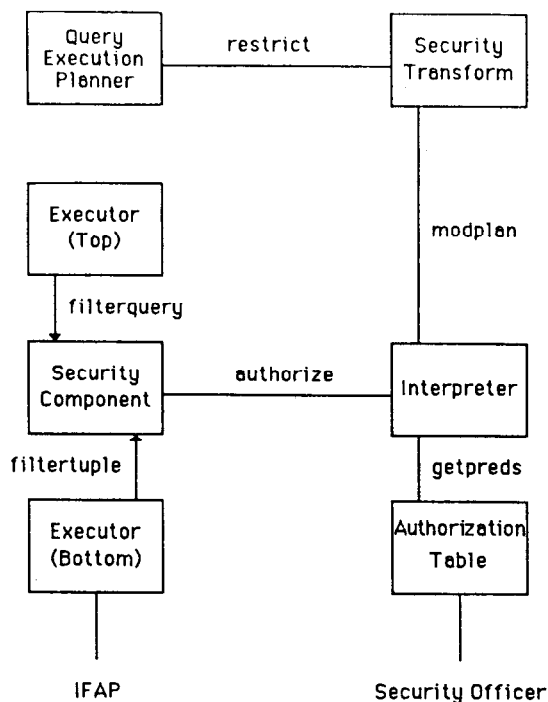 Query
Execution
Planner
restrict
Security
Transform
Executor
(Top)
modplan
filterquery
Security
Component
authorize
Interpreter
filtertuple
getpreds
Executor
(Bottom)
Authorization
Table
IFAP
Security Officer